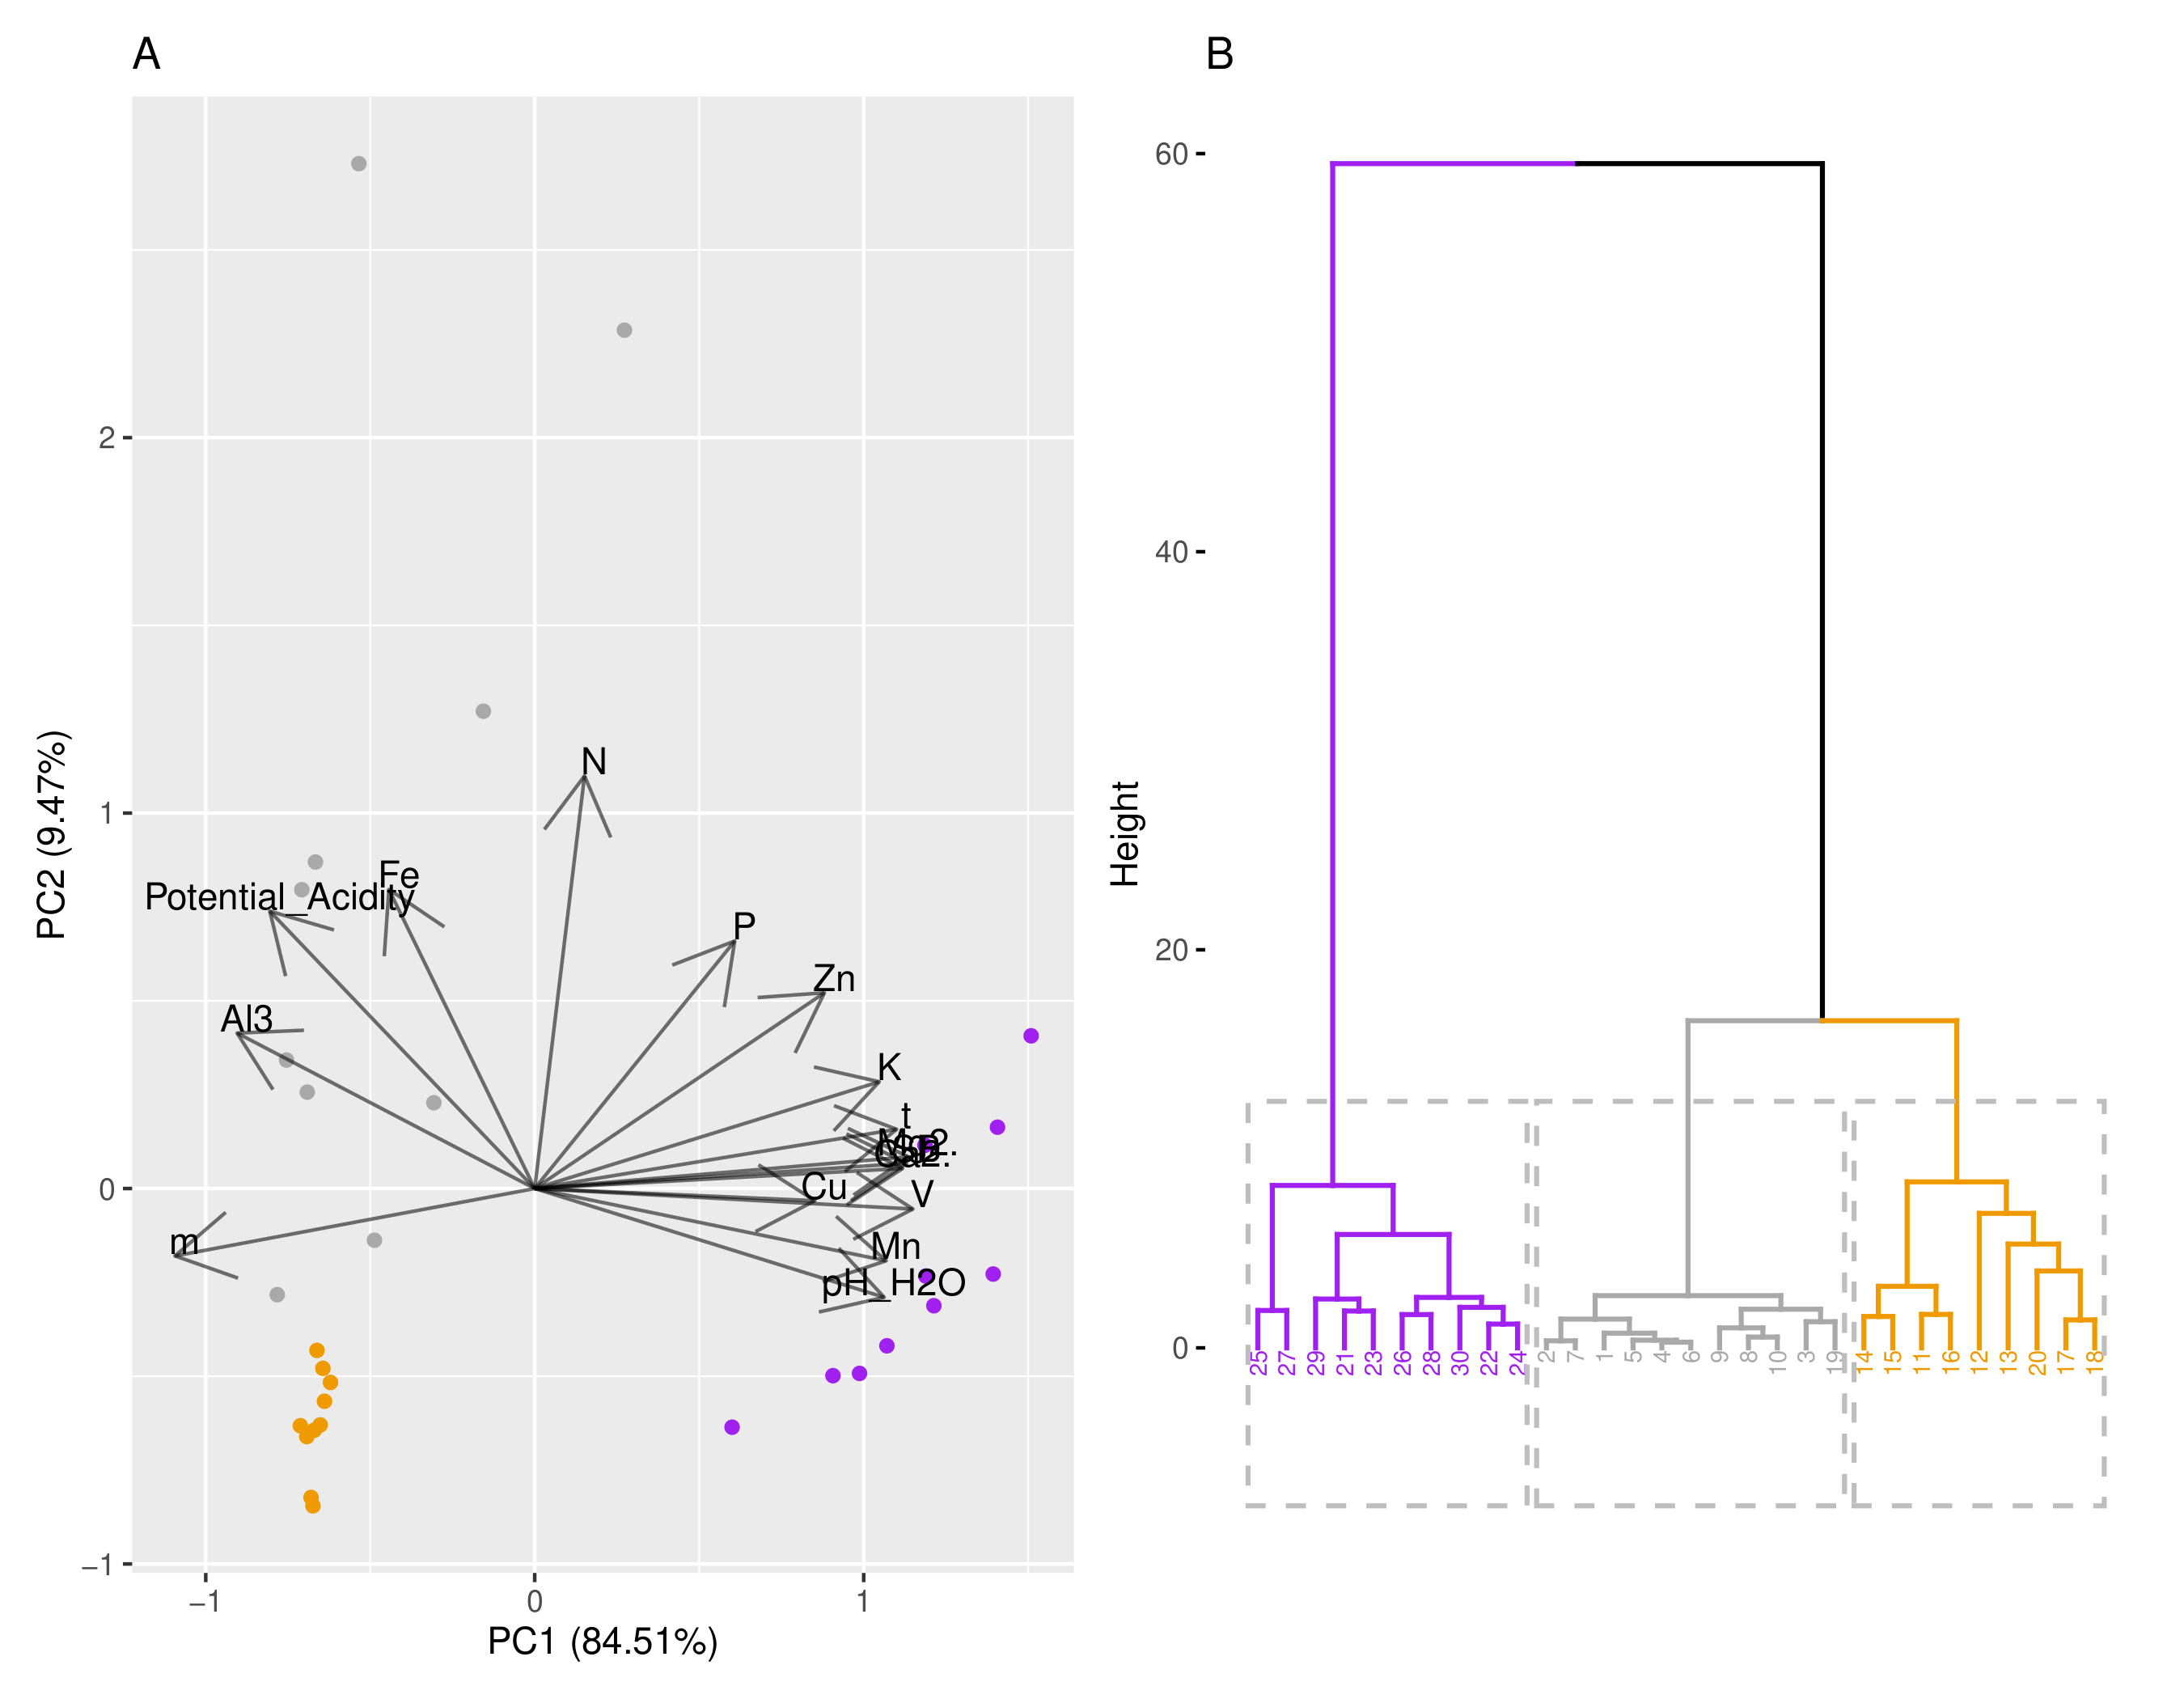 A
B
PC2 (9.47%)
2
1
0
−1
N
Fe
Potential_Acidity
P
Zn
Al3
K
t
Cu
V
m
Mn
pH_H2O
−1
0
1
PC1 (84.51%)
Height
60
40
20
0
25 27 29 21 23 26 28 30 22 24 2 7 1 5 4 6 9 8 10 3 19 14 15 11 16 12 13 20 17 18